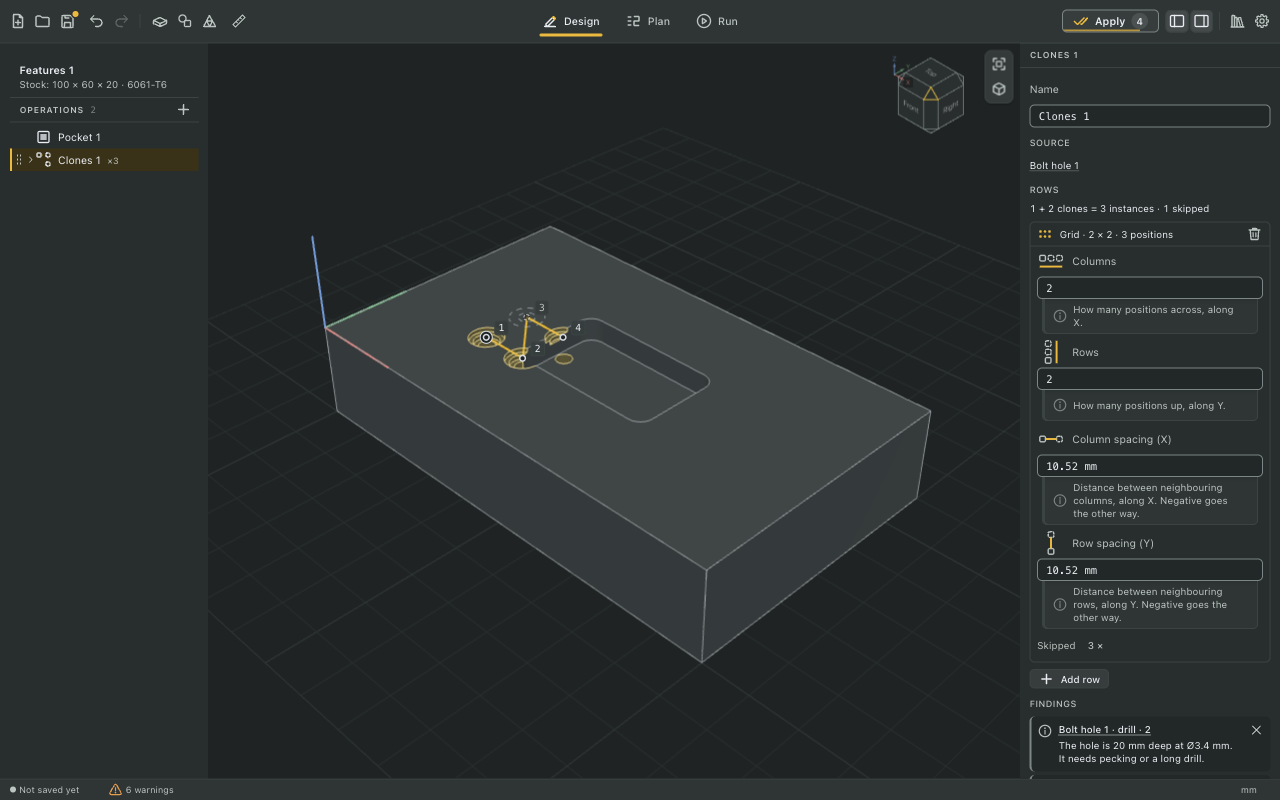 Design
Plan
Run
Apply 4
Features 1
Stock: 100 × 60 × 20 · 6061-T6
OPERATIONS 2
Pocket 1
Clones 1 ×3
Top
Front
Right
1
2
3
4
CLONES 1
Name
Clones 1
SOURCE
Bolt hole 1
ROWS
1 + 2 clones = 3 instances · 1 skipped
Grid · 2 × 2 · 3 positions
Columns
2
How many positions across, along
X.
Rows
2
How many positions up, along Y.
Column spacing (X)
10.52 mm
Distance between neighbouring
columns, along X. Negative goes
the other way.
Row spacing (Y)
10.52 mm
Distance between neighbouring
rows, along Y. Negative goes the
other way.
Skipped 3 ×
Add row
FINDINGS
Bolt hole 1 · drill · 2
The hole is 20 mm deep at Ø3.4 mm.
It needs pecking or a long drill.
Not saved yet
6 warnings
mm